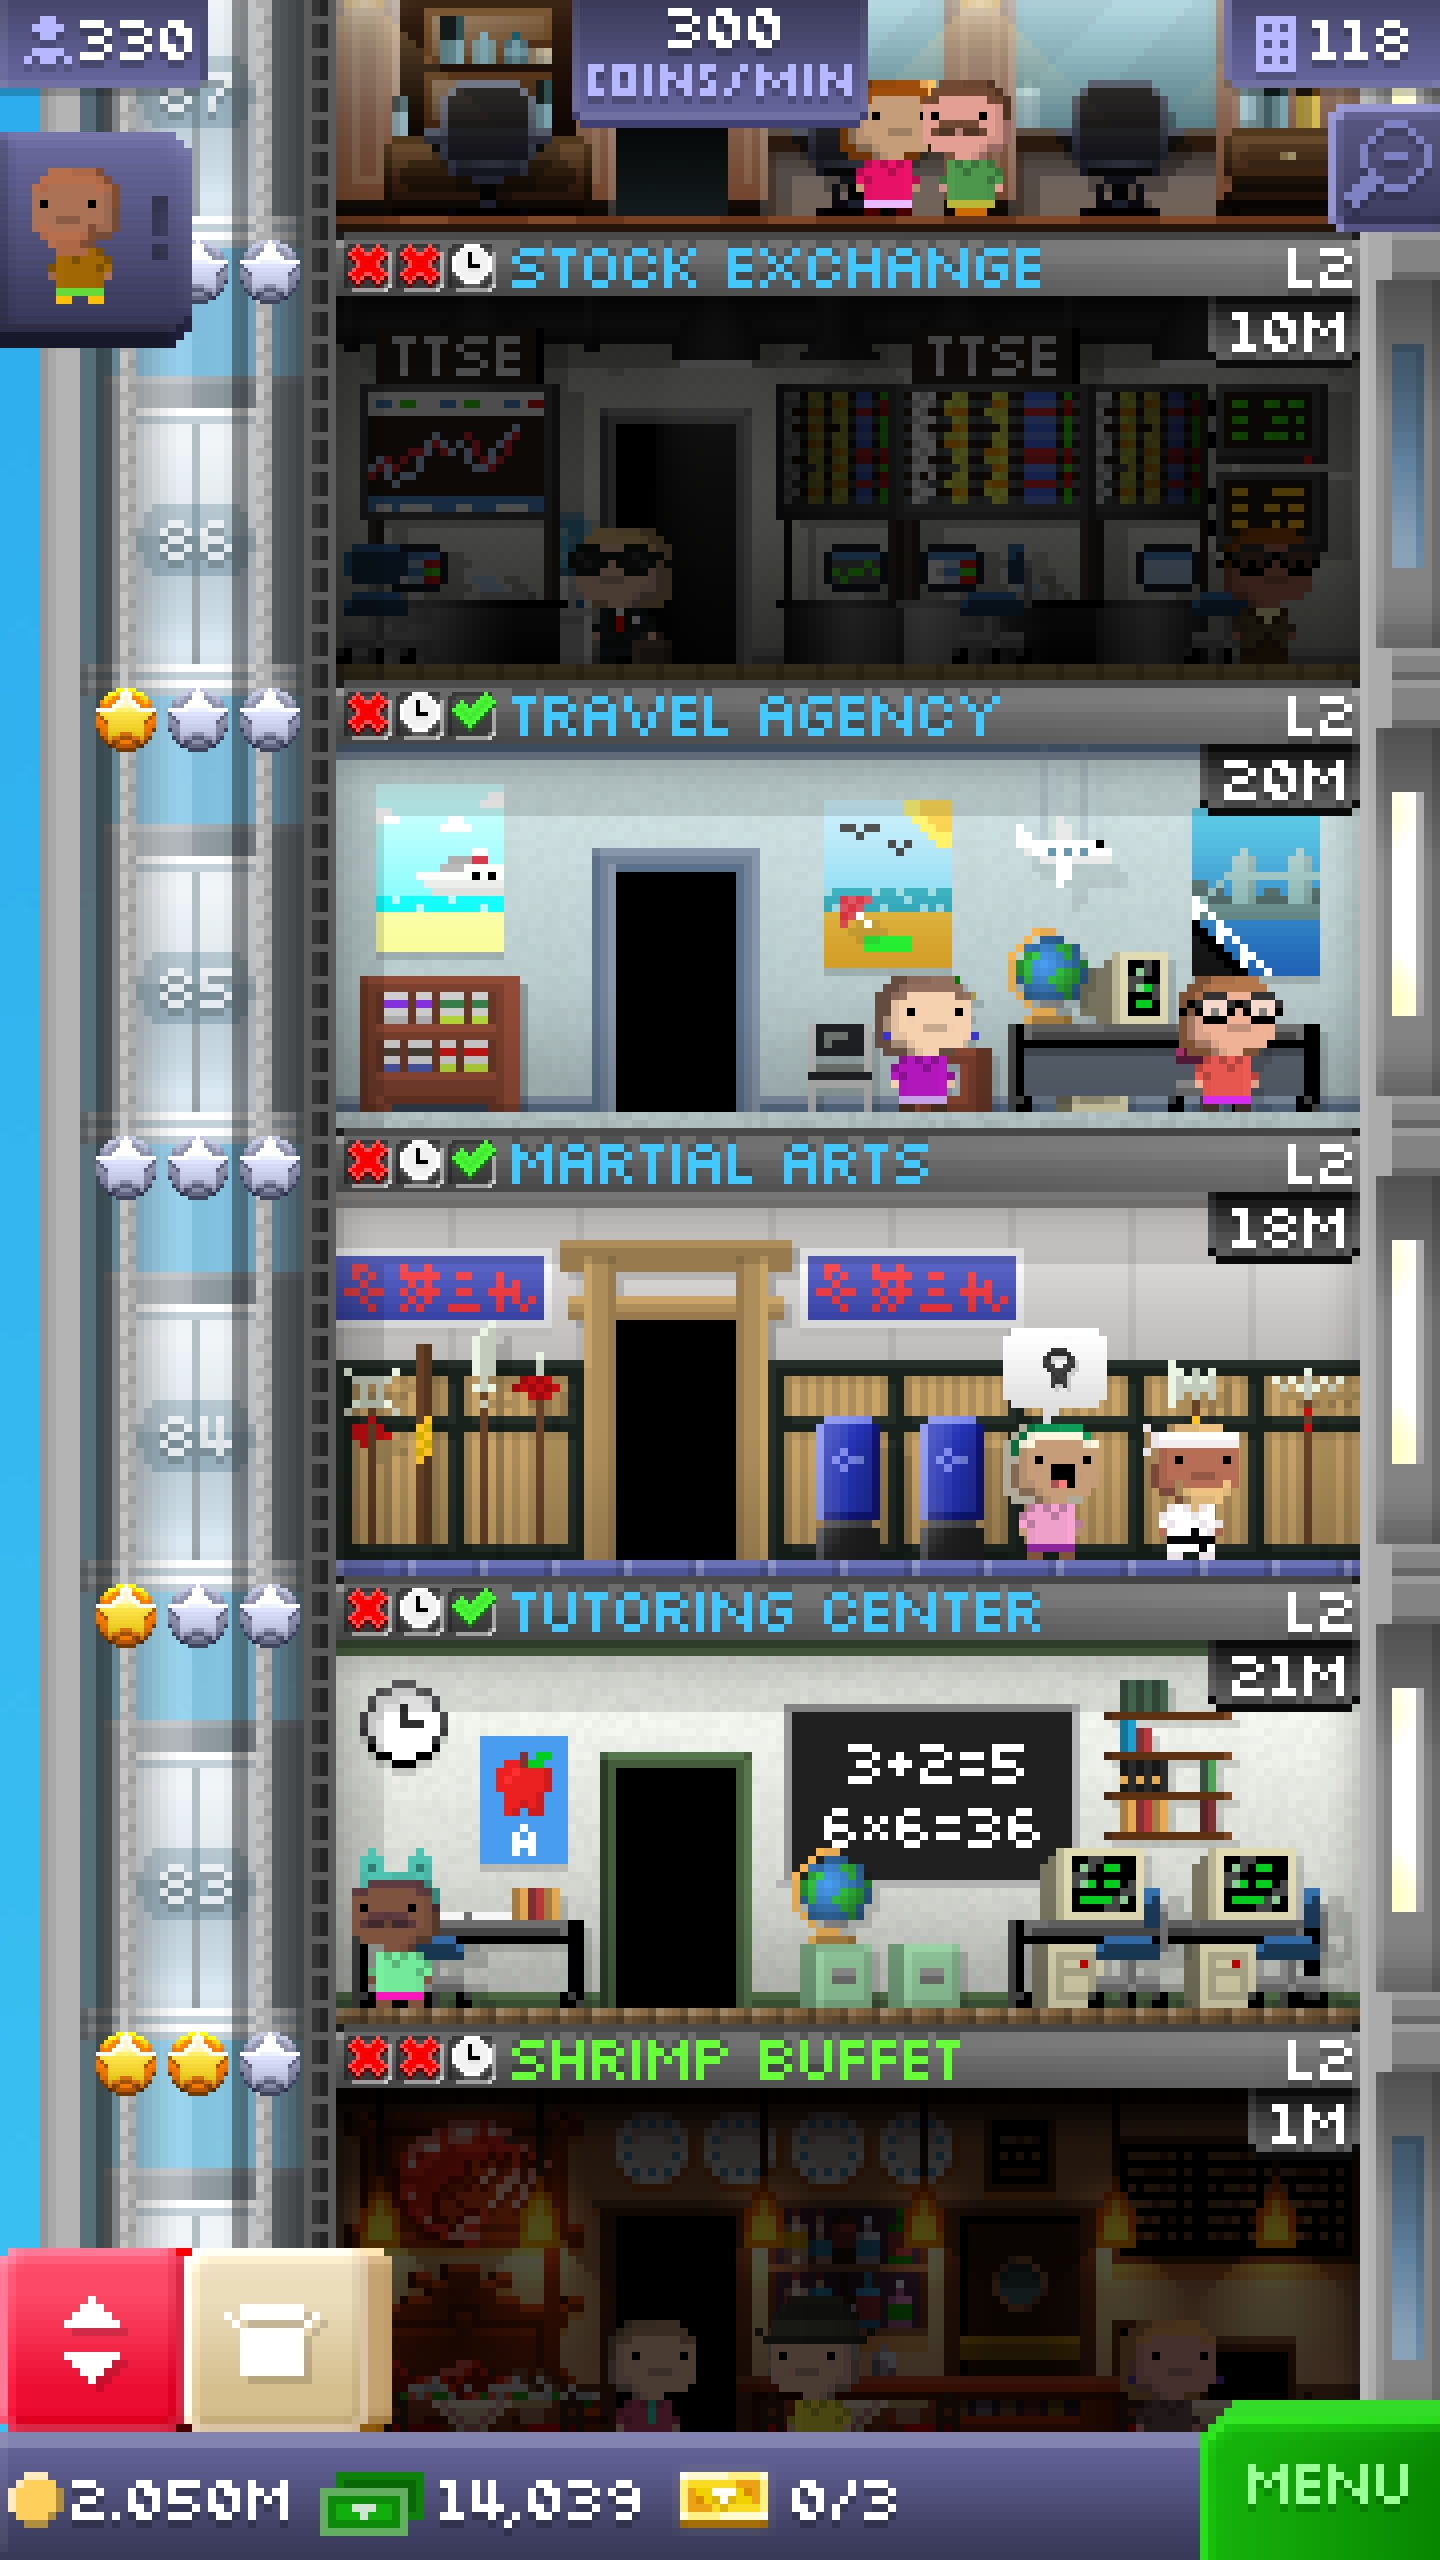 330
300
COINS/MIN
118
87
STOCK EXCHANGE
L2
10M
TTSE
TTSE
86
TRAVEL AGENCY
L2
20M
85
MARTIAL ARTS
L2
18M
84
TUTORING CENTER
L2
21M
3+2=5
6×6=36
A
83
SHRIMP BUFFET
L2
1M
2.050M
14,039
0/3
MENU